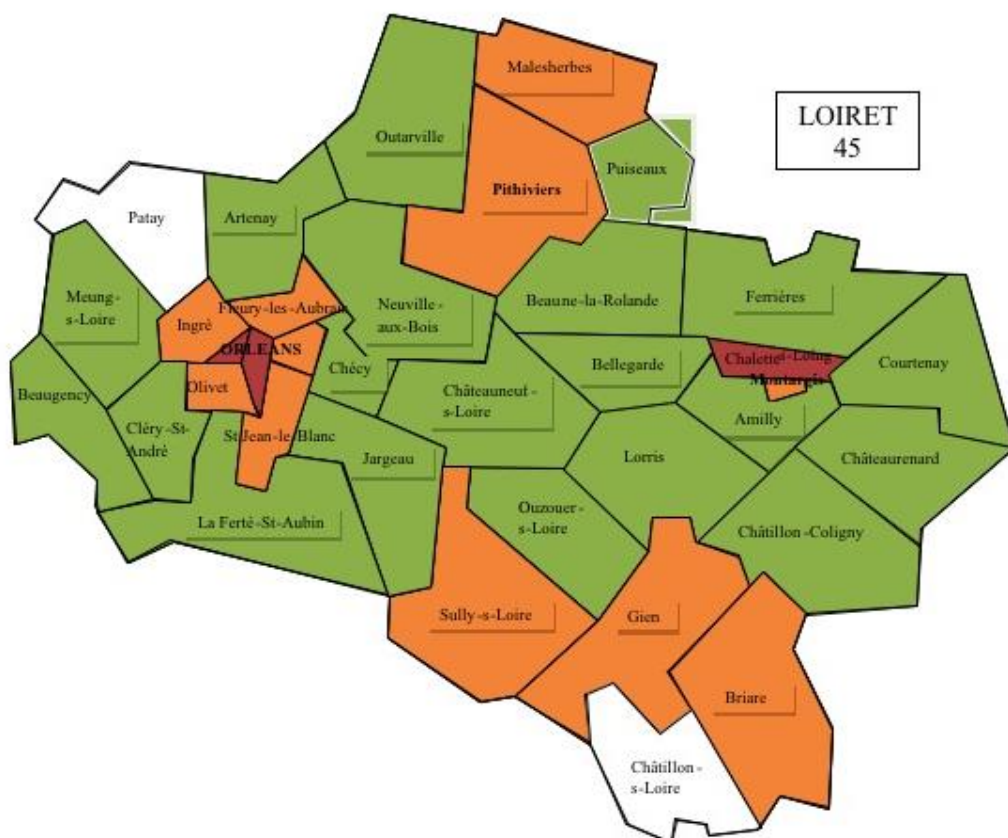 Malesherbes
LOIRET
45
Outarville
Puiseaux
Pithiviers
Patay
Artenay
Meung-
s-Loire
Fleury-les-Aubrais
Beaune-la-Rolande
Ferrières
Neuville-
aux-Bois
Ingré
ORLEANS
Chécy
Bellegarde
Chalette-s-Loing
Montargis
Courtenay
Beaugency
Olivet
Châteauneuf-
s-Loire
Amilly
Cléry-St-
André
St Jean-le-Blanc
Jargeau
Lorris
Châteaurenard
La Ferté-St-Aubin
Ouzouer-
s-Loire
Châtillon-Coligny
Sully-s-Loire
Gien
Briare
Châtillon-
s-Loire